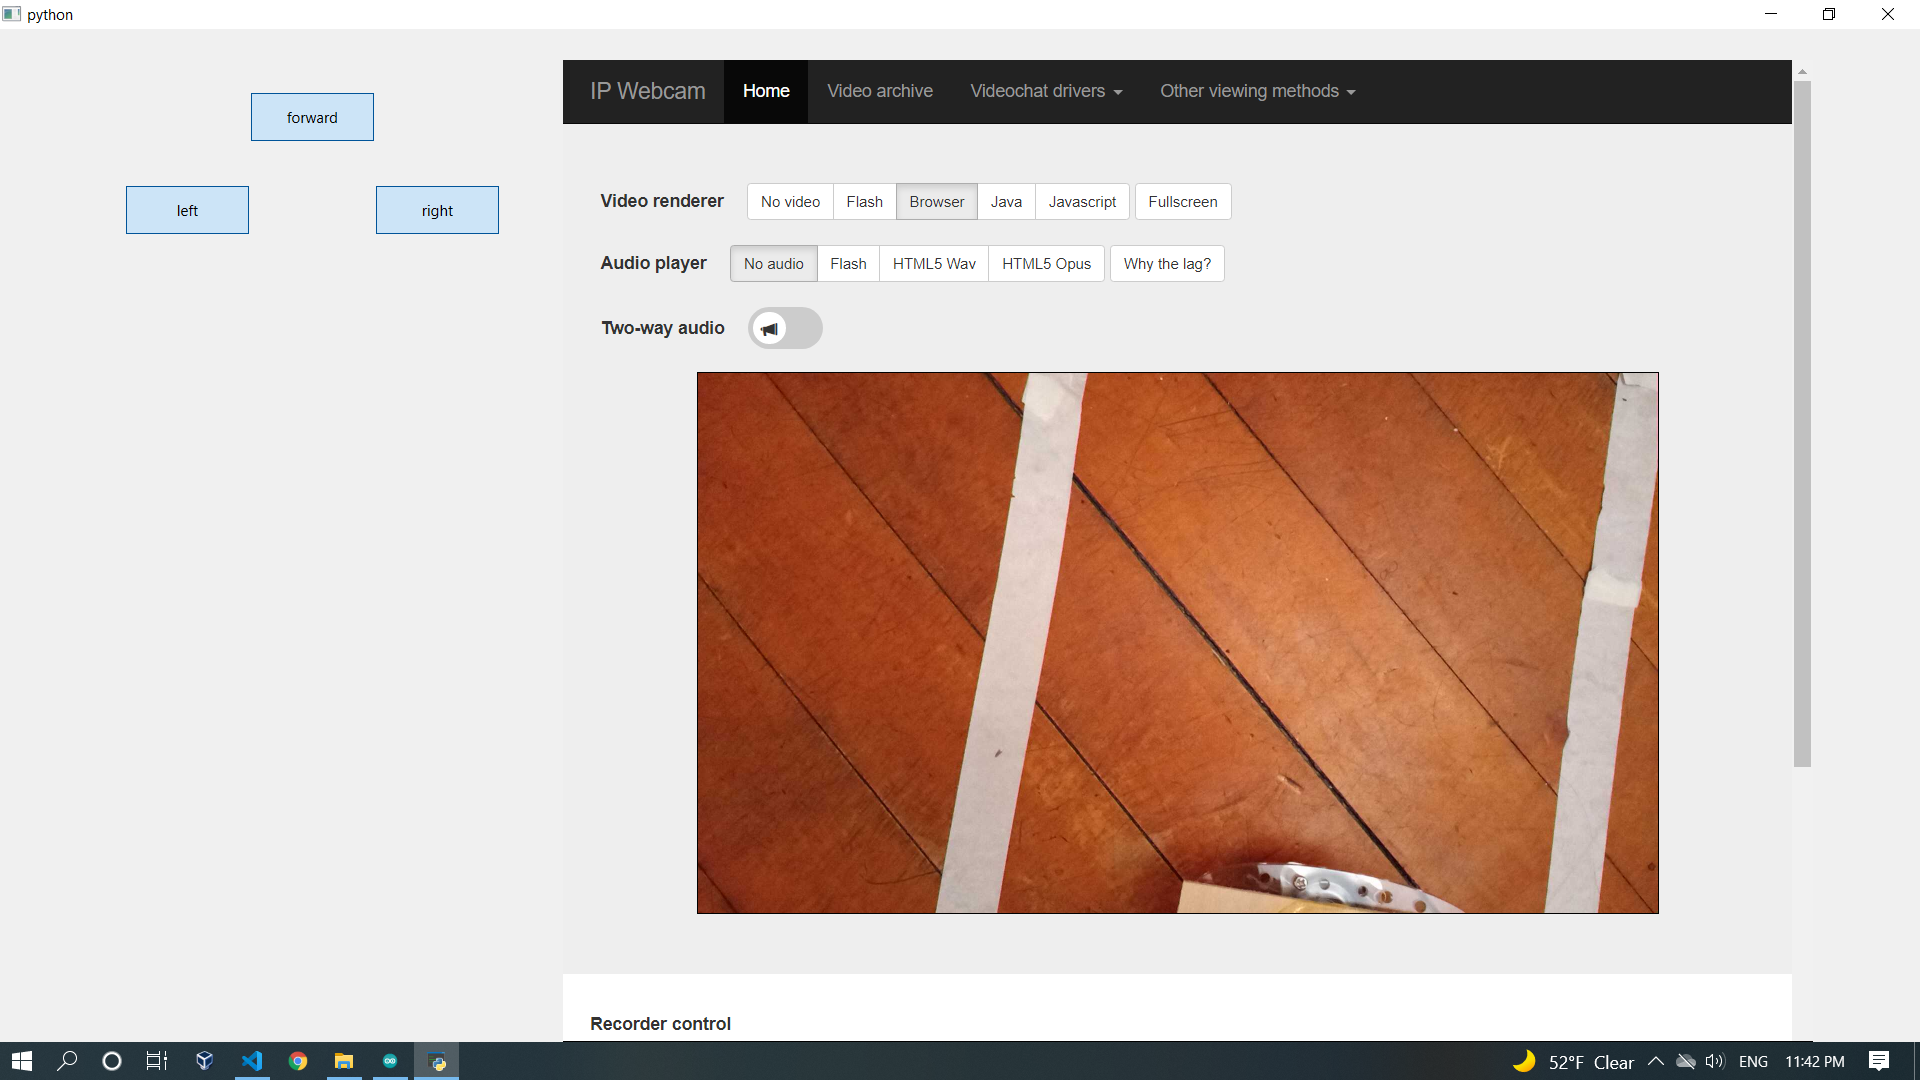 python
forward
left
right
IP Webcam Home Video archive Videochat drivers Other viewing methods
Video renderer No video Flash Browser Java Javascript Fullscreen
Audio player No audio Flash HTML5 Wav HTML5 Opus Why the lag?
Two-way audio
Recorder control
52°F Clear ENG 11:42 PM